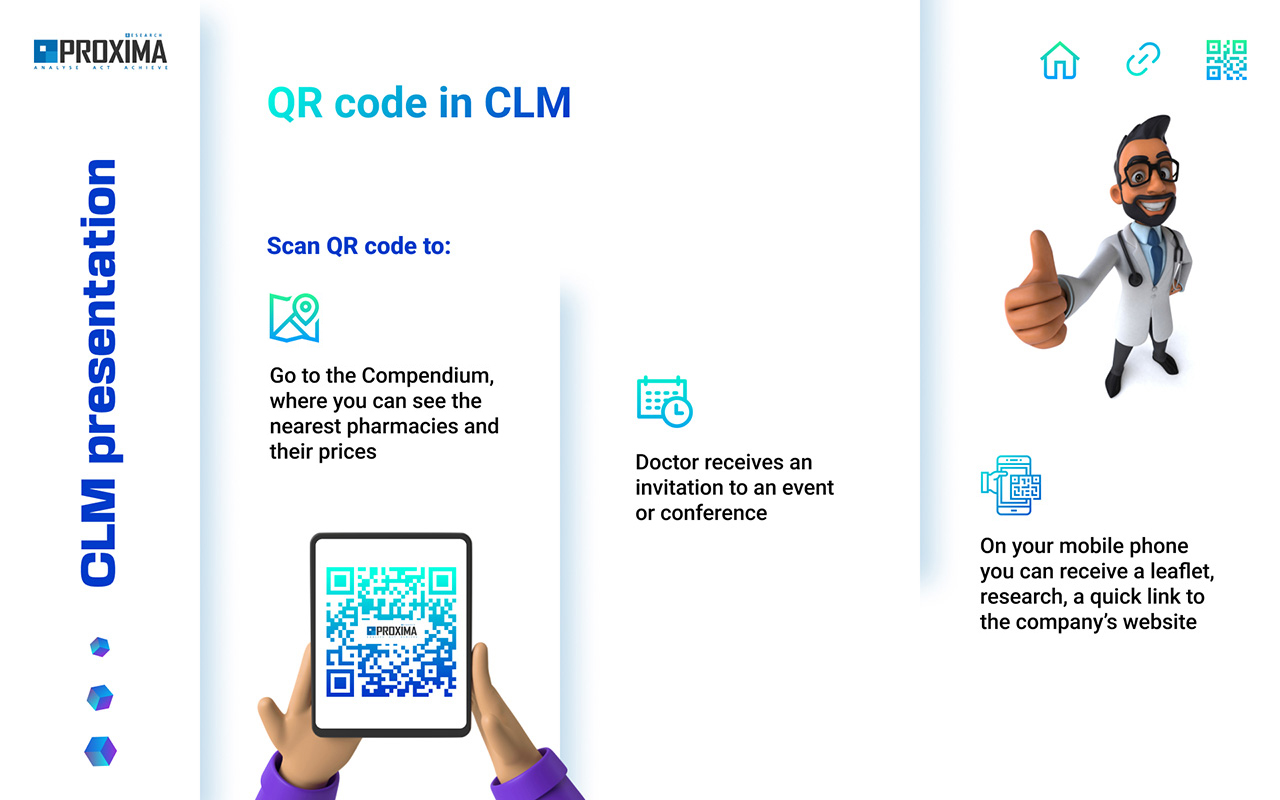 RESEARCH
PROXIMA
ANALYSE ACT ACHIEVE
CLM presentation
QR code in CLM
Scan QR code to:
Go to the Compendium,
where you can see the
nearest pharmacies and
their prices
PROXIMA
Doctor receives an
invitation to an event
or conference
On your mobile phone
you can receive a leaflet,
research, a quick link to
the company’s website